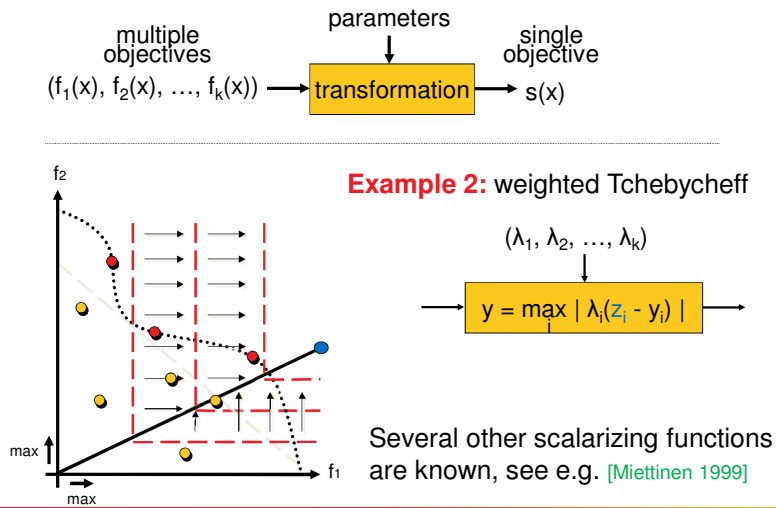 parameters
multiple
objectives
single
objective
(f₁(x), f₂(x), …, fₖ(x))
transformation
s(x)
f₂
Example 2: weighted Tchebycheff
(λ₁, λ₂, …, λₖ)
y = max | λᵢ(zᵢ - yᵢ) |
i
Several other scalarizing functions
are known, see e.g. [Miettinen 1999]
max
f₁
max